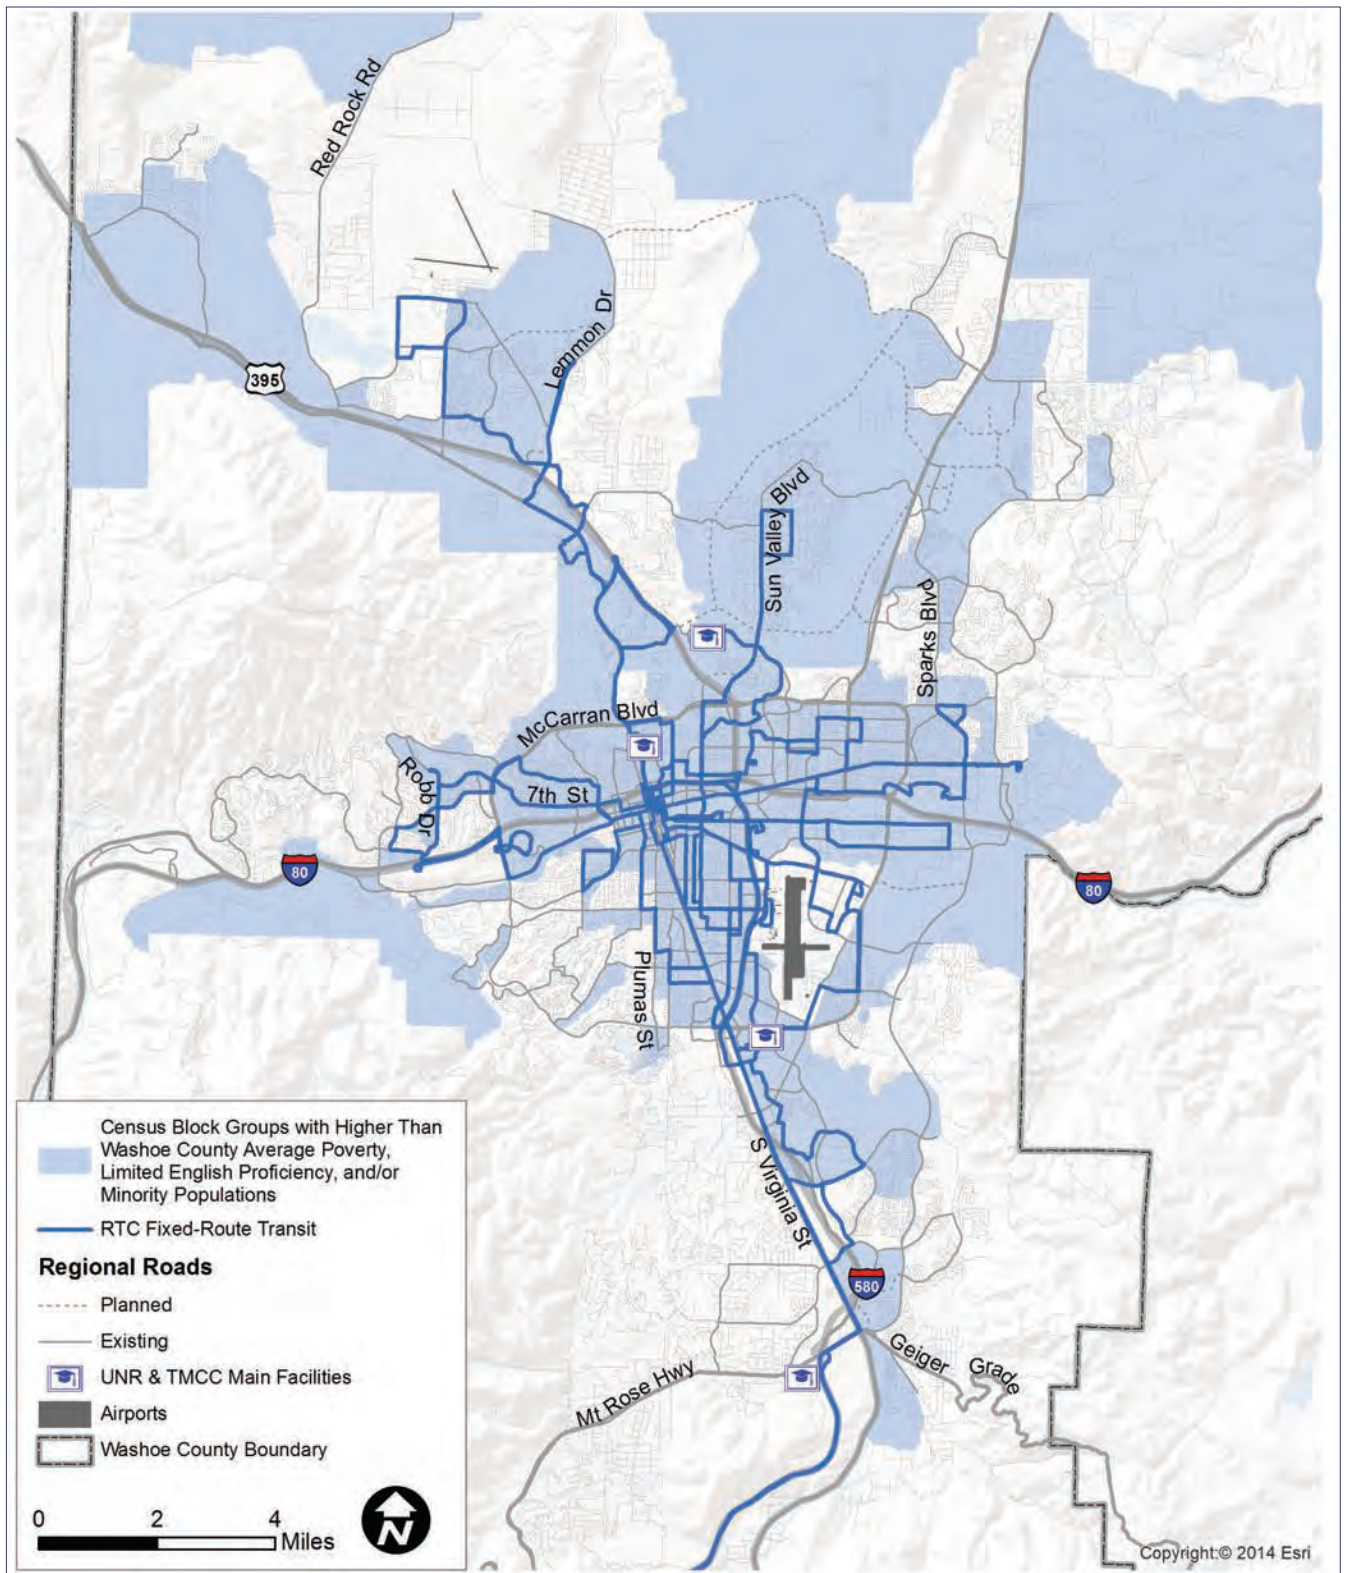 Red Rock Rd
Lemmon Dr
395
Sun Valley Blvd
Sparks Blvd
McCarran Blvd
Robb Dr
7th St
80
80
Plumas St
S Virginia St
580
Geiger Grade
Mt Rose Hwy
Census Block Groups with Higher Than
Washoe County Average Poverty,
Limited English Proficiency, and/or
Minority Populations
RTC Fixed-Route Transit
Regional Roads
Planned
Existing
UNR & TMCC Main Facilities
Airports
Washoe County Boundary
N
0 2 4
Miles
Copyright:© 2014 Esri